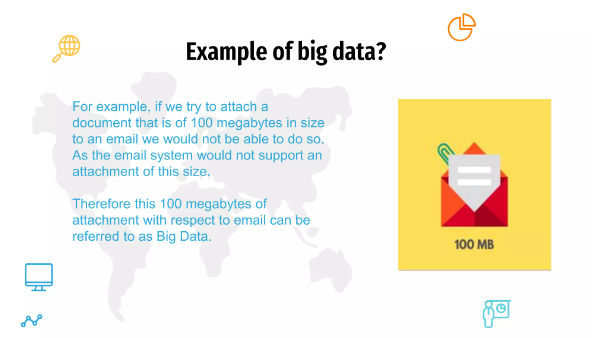 Example of big data?
For example, if we try to attach a
document that is of 100 megabytes in size
to an email we would not be able to do so.
As the email system would not support an
attachment of this size.
Therefore this 100 megabytes of
attachment with respect to email can be
referred to as Big Data.
100 MB